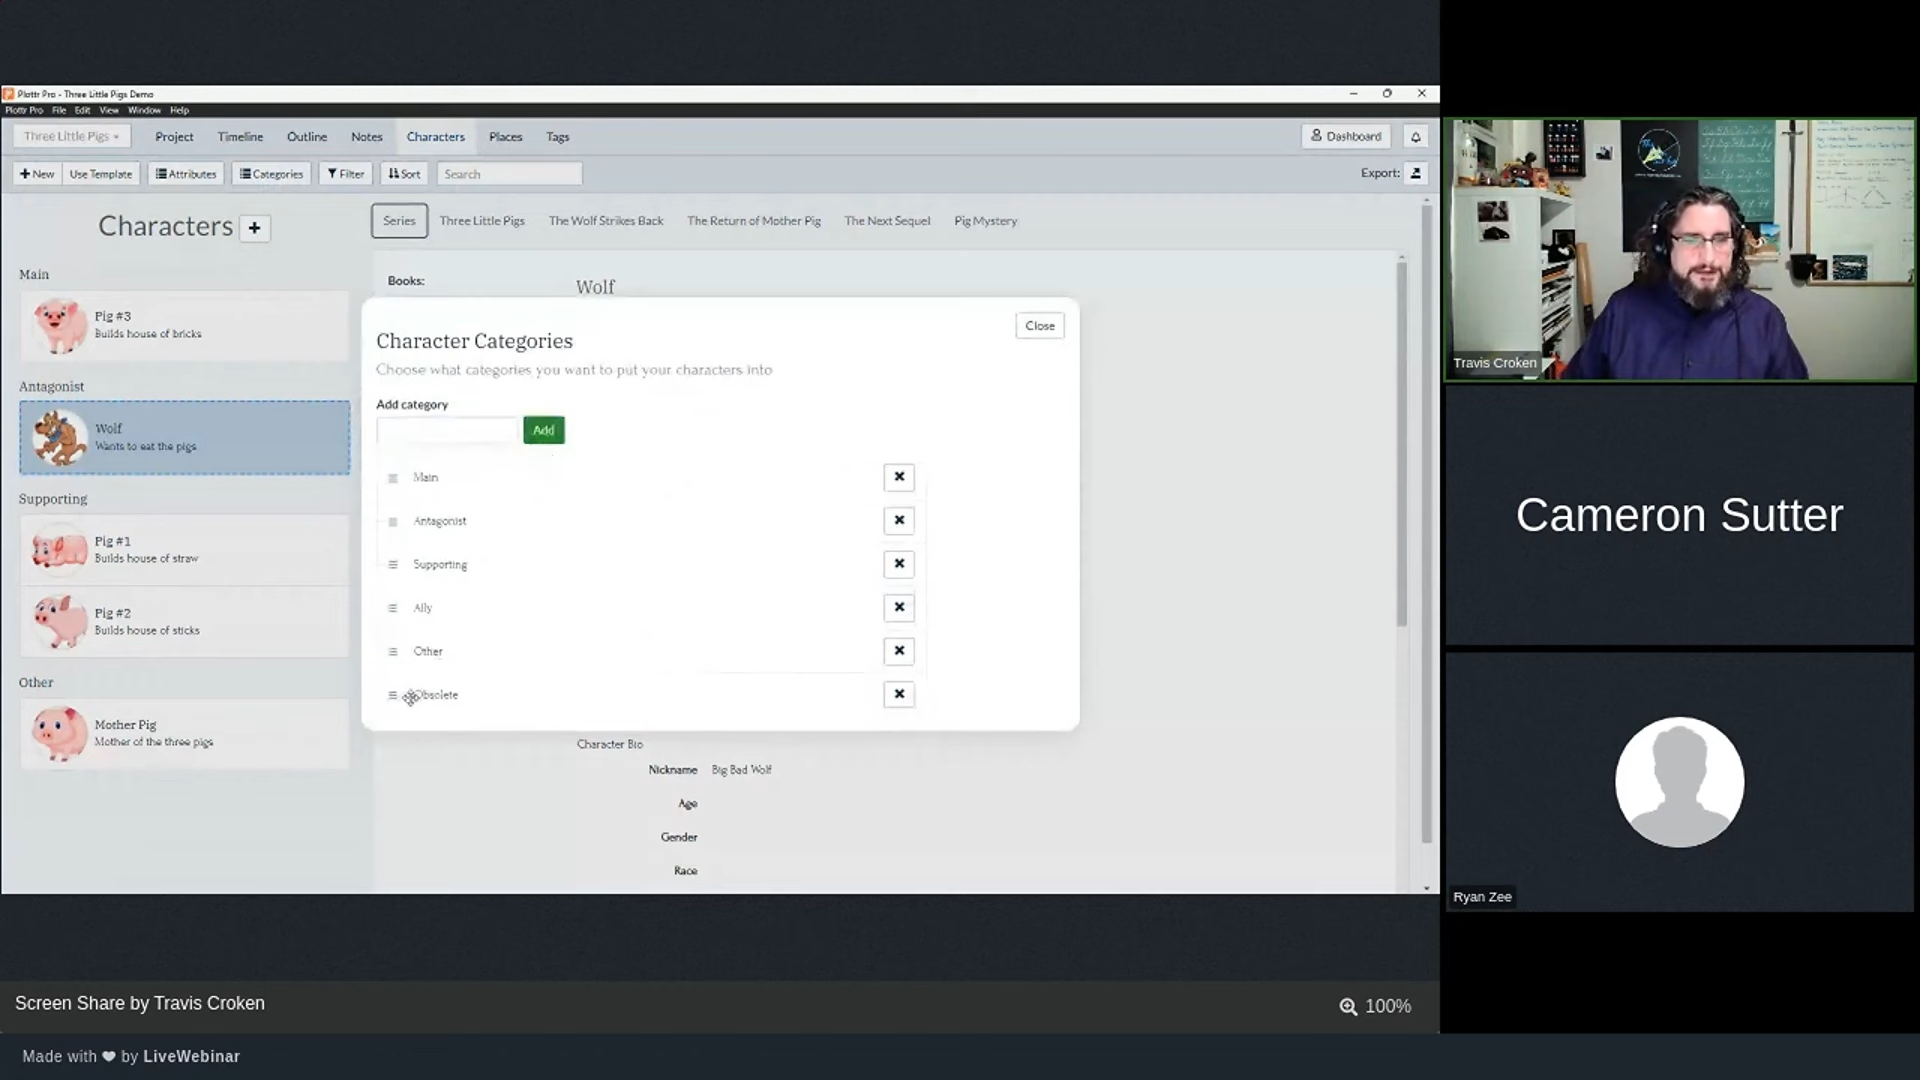 Plottr Pro - Three Little Pigs Demo
Plottr Pro File Edit View Window Help
Three Little Pigs Project Timeline Outline Notes Characters Places Tags Dashboard
New Use Template Attributes Categories Filter Sort Search Export:
Characters
Series Three Little Pigs The Wolf Strikes Back The Return of Mother Pig The Next Sequel Pig Mystery
Main
Pig #3
Builds house of bricks
Antagonist
Wolf
Wants to eat the pigs
Supporting
Pig #1
Builds house of straw
Pig #2
Builds house of sticks
Other
Mother Pig
Mother of the three pigs
Books:
Wolf
Character Categories
Close
Choose what categories you want to put your characters into
Add category
Add
Main
Antagonist
Supporting
Ally
Other
Obsolete
Character Bio
Nickname Big Bad Wolf
Age
Gender
Race
Travis Croken
Cameron Sutter
Ryan Zee
Screen Share by Travis Croken
100%
Made with ❤ by LiveWebinar